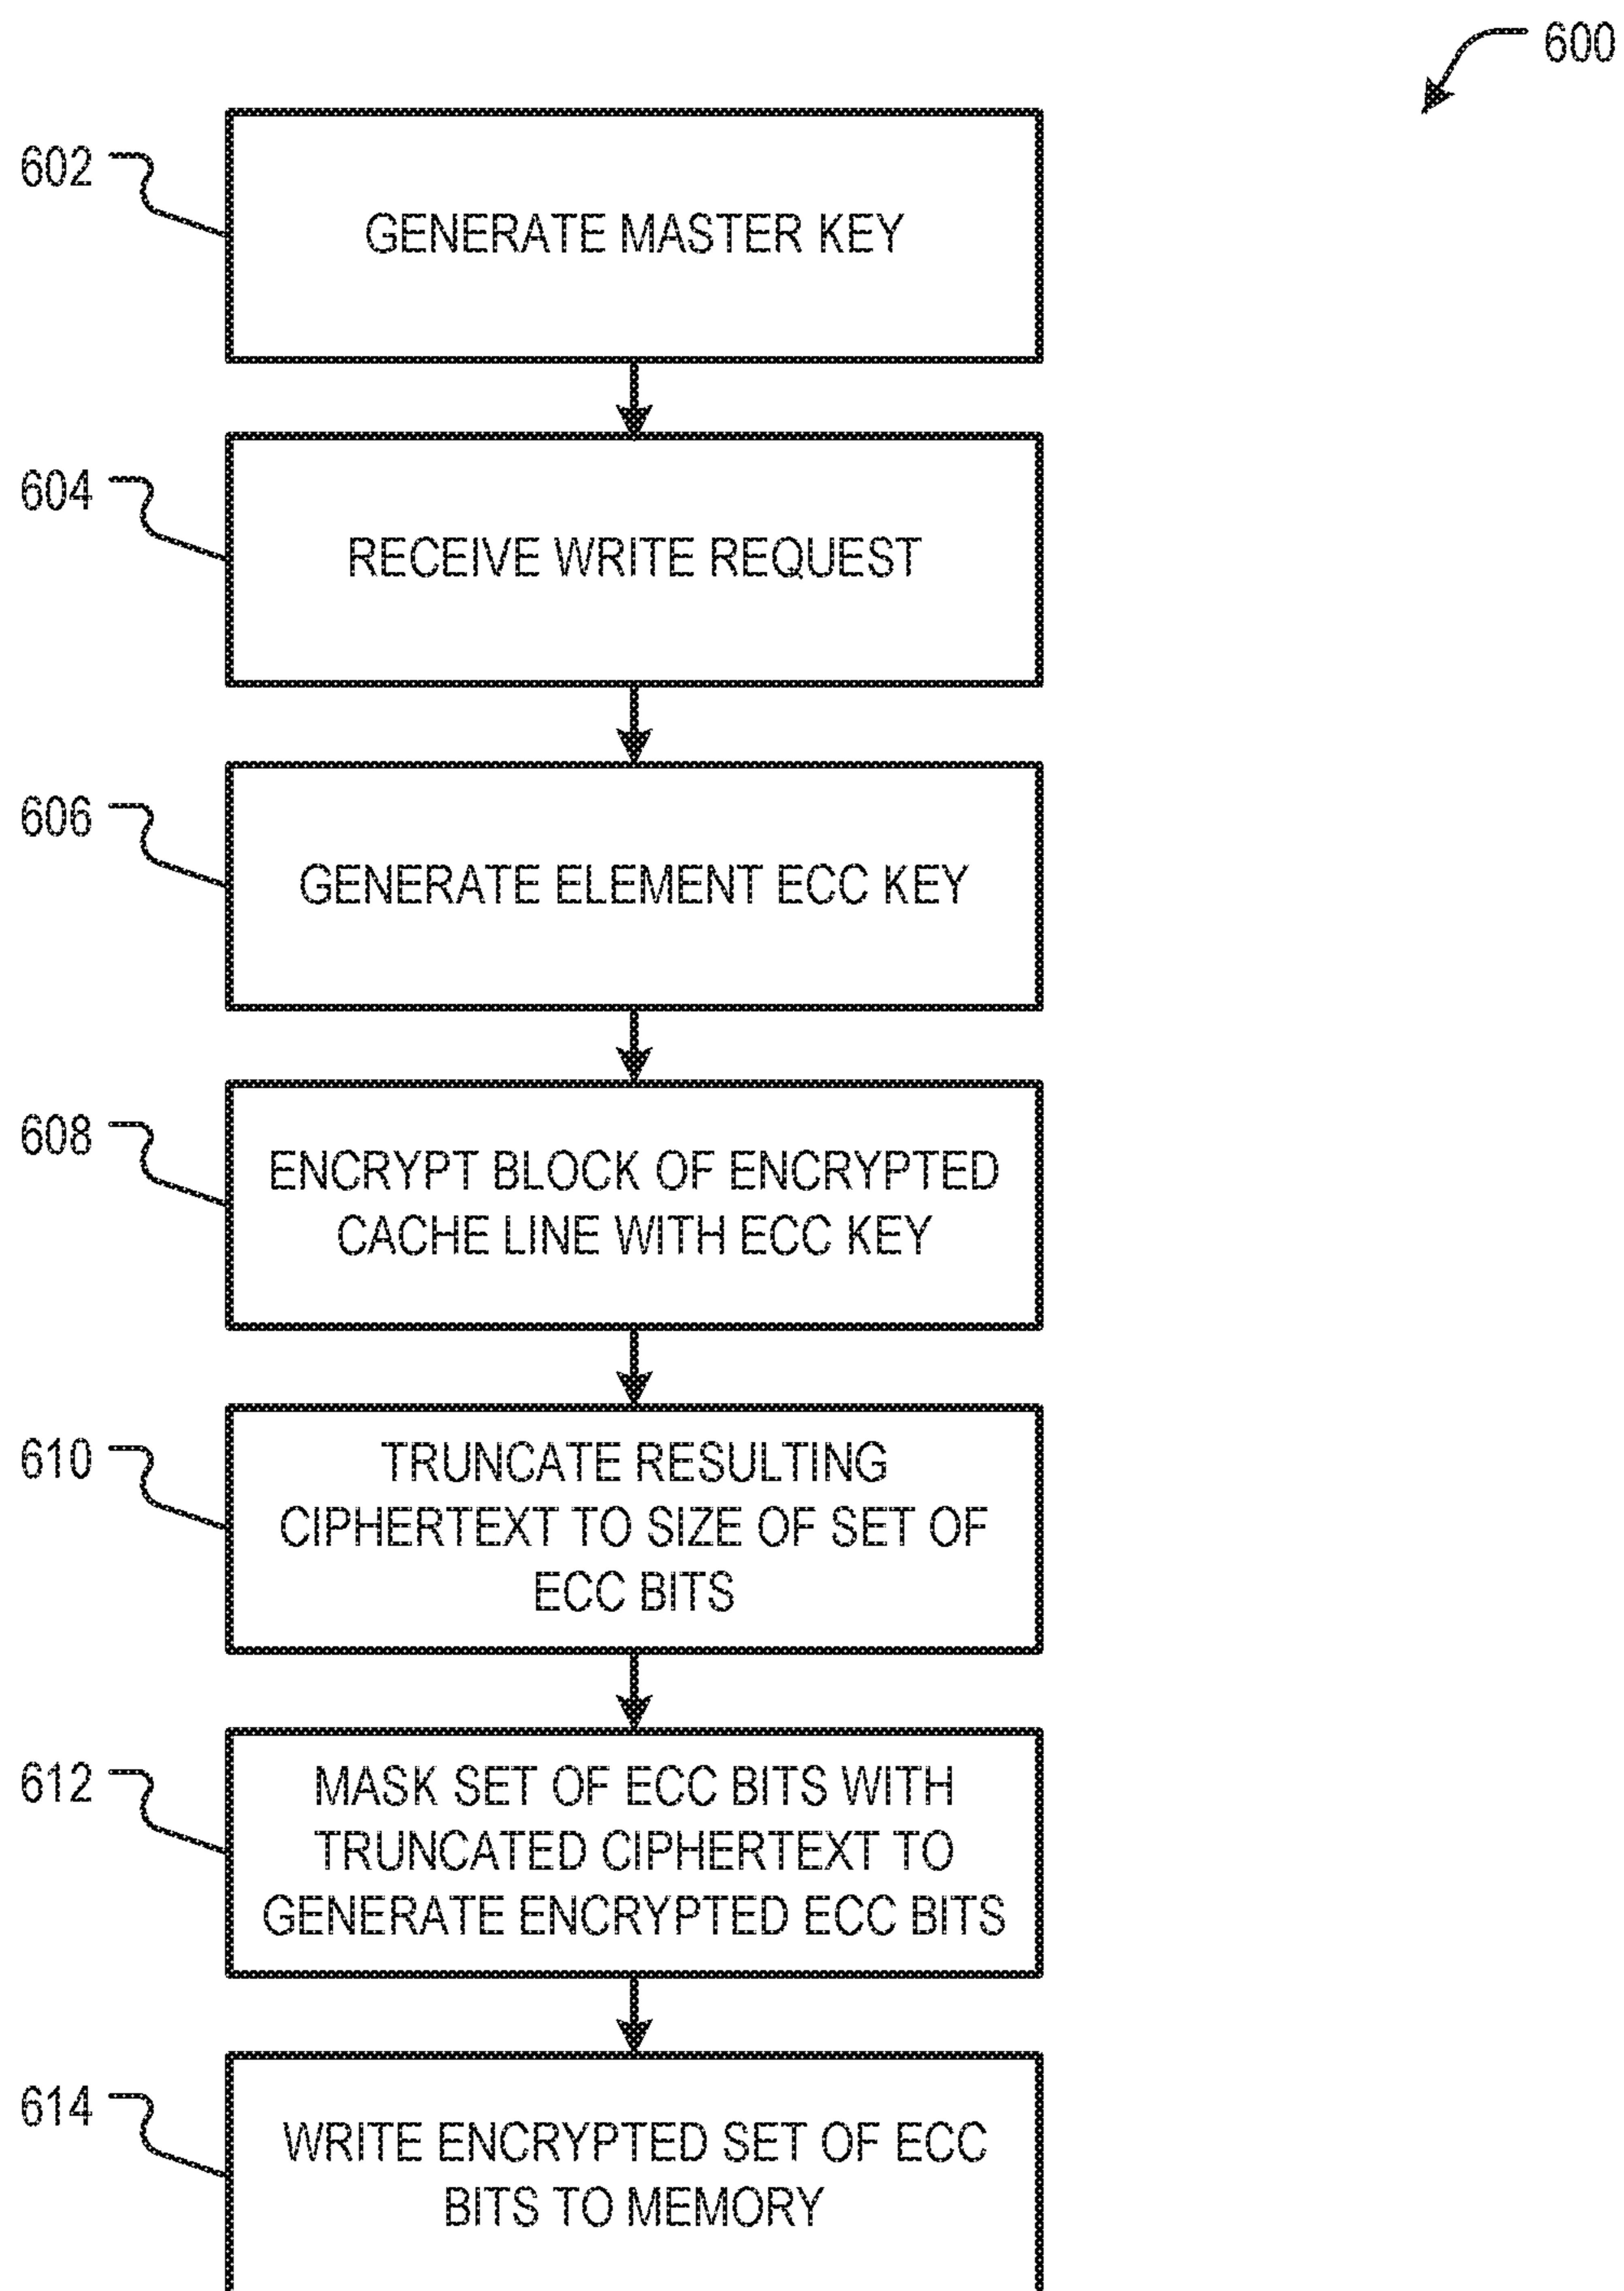 600
602
GENERATE MASTER KEY
604
RECEIVE WRITE REQUEST
606
GENERATE ELEMENT ECC KEY
608
ENCRYPT BLOCK OF ENCRYPTED
CACHE LINE WITH ECC KEY
610
TRUNCATE RESULTING
CIPHERTEXT TO SIZE OF SET OF
ECC BITS
612
MASK SET OF ECC BITS WITH
TRUNCATED CIPHERTEXT TO
GENERATE ENCRYPTED ECC BITS
614
WRITE ENCRYPTED SET OF ECC
BITS TO MEMORY